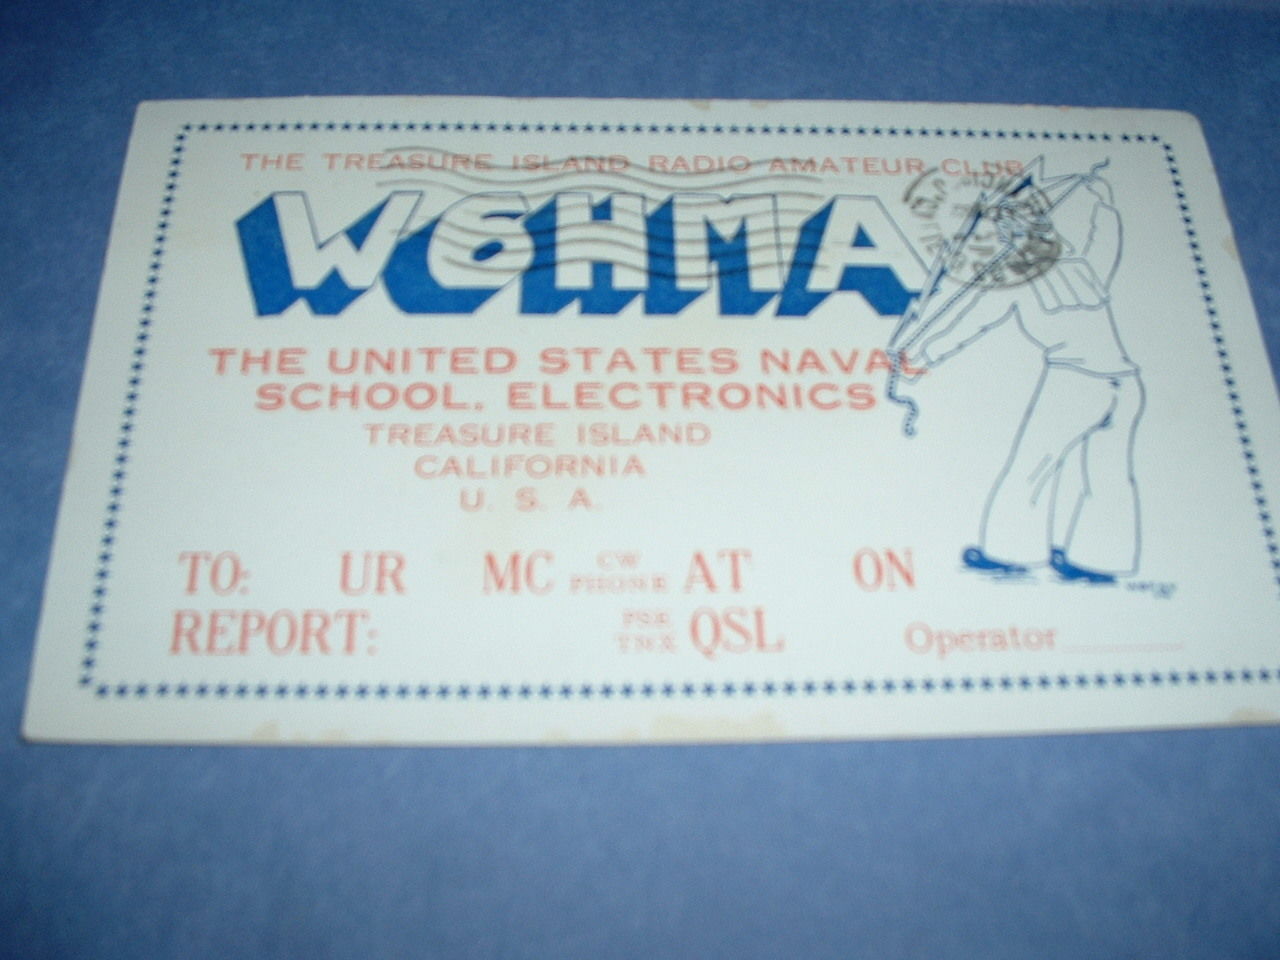 THE TREASURE ISLAND RADIO AMATEUR CLUB
W6HMA
THE UNITED STATES NAVAL
SCHOOL, ELECTRONICS
TREASURE ISLAND
CALIFORNIA
U. S. A.
TO: UR MC CW PHONE AT ON
REPORT: PSE TNX QSL Operator